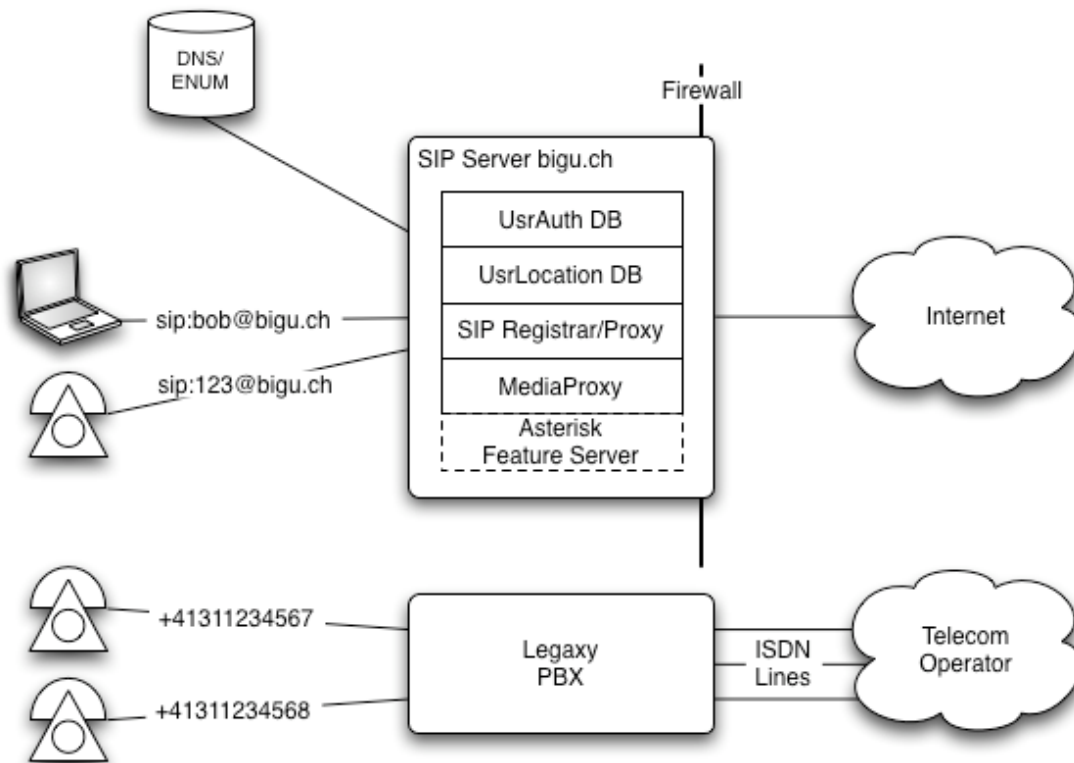 DNS/
ENUM
Firewall
SIP Server bigu.ch
UsrAuth DB
UsrLocation DB
sip:bob@bigu.ch
SIP Registrar/Proxy
Internet
sip:123@bigu.ch
MediaProxy
Asterisk
Feature Server
+41311234567
Legaxy
PBX
ISDN
Lines
Telecom
Operator
+41311234568